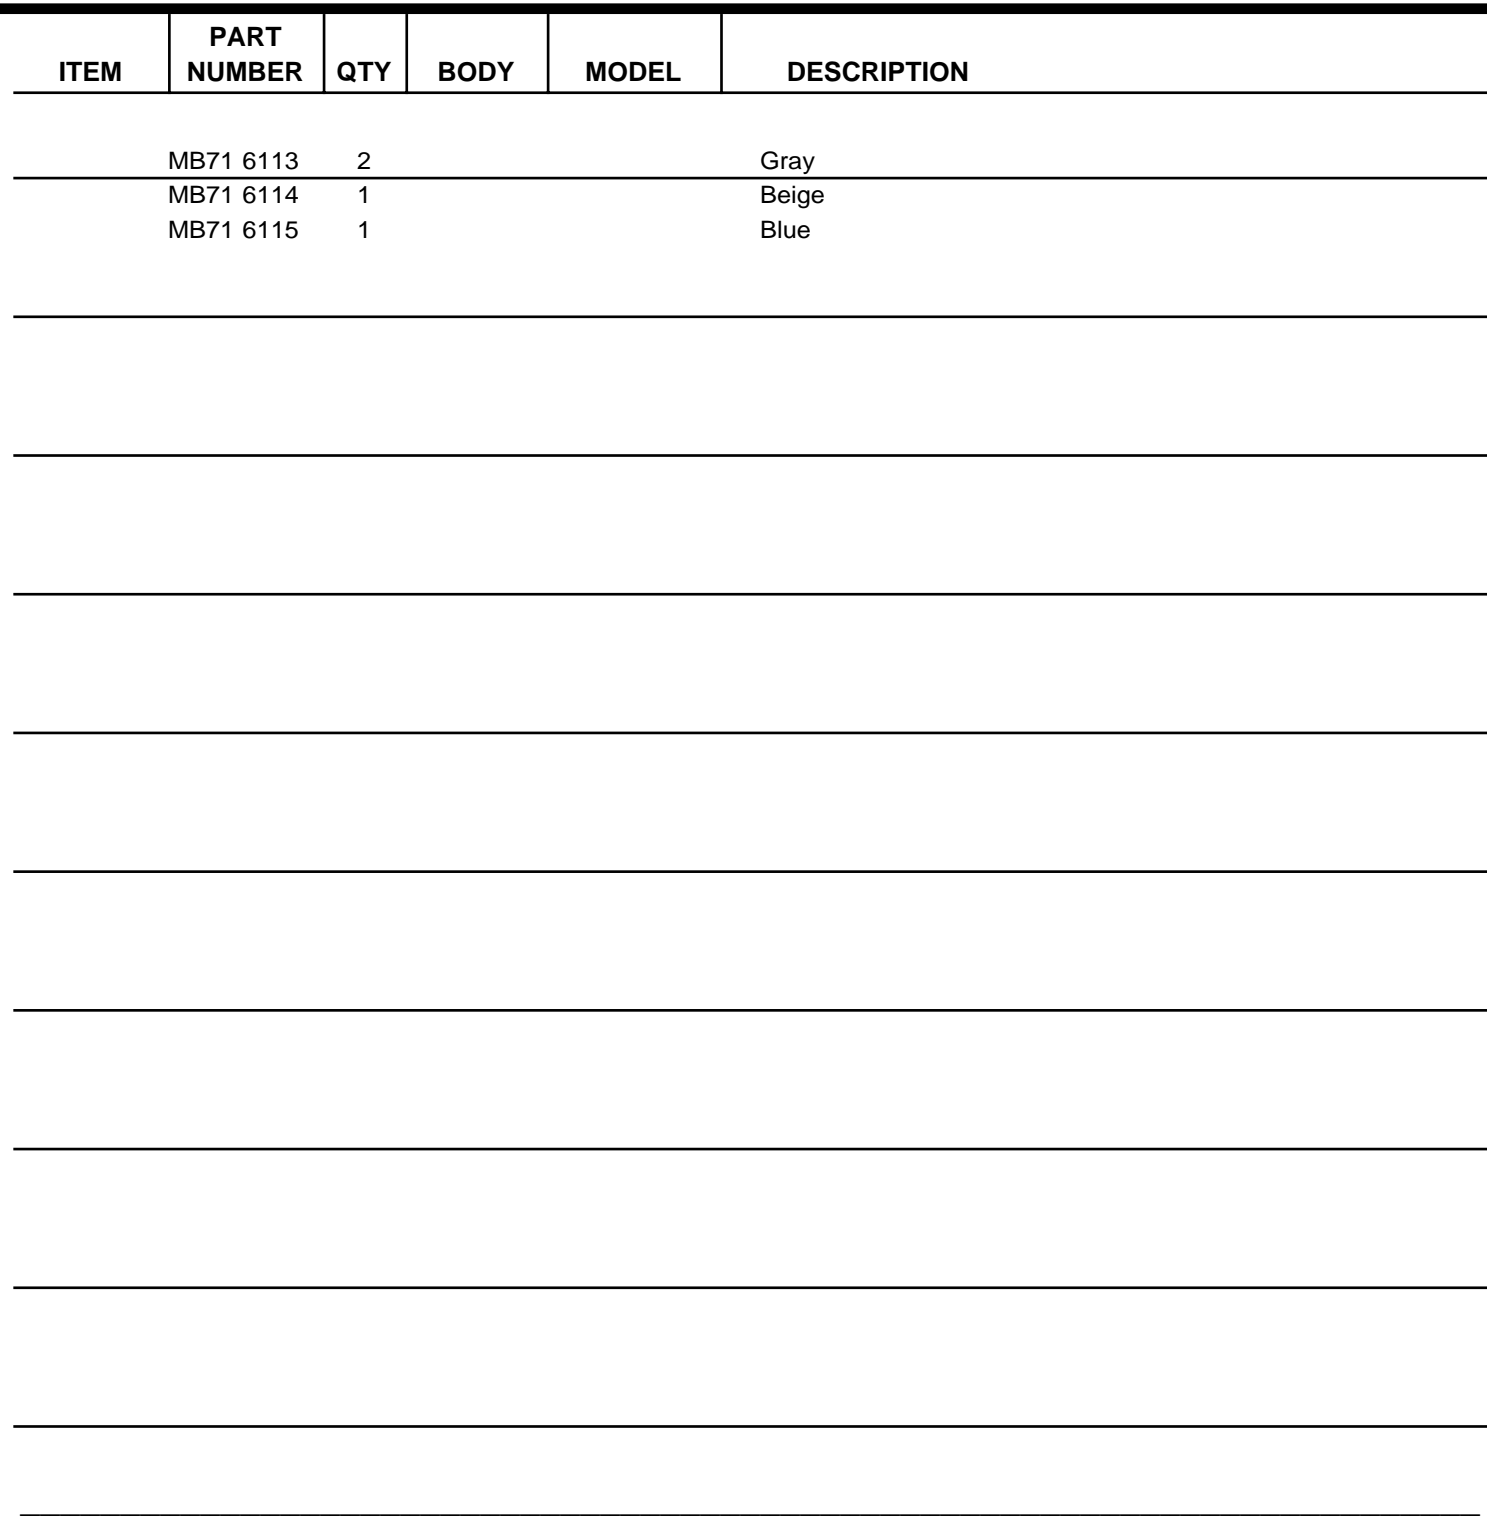 PART
ITEM NUMBER QTY BODY MODEL DESCRIPTION
MB71 6113 2 Gray
MB71 6114 1 Beige
MB71 6115 1 Blue